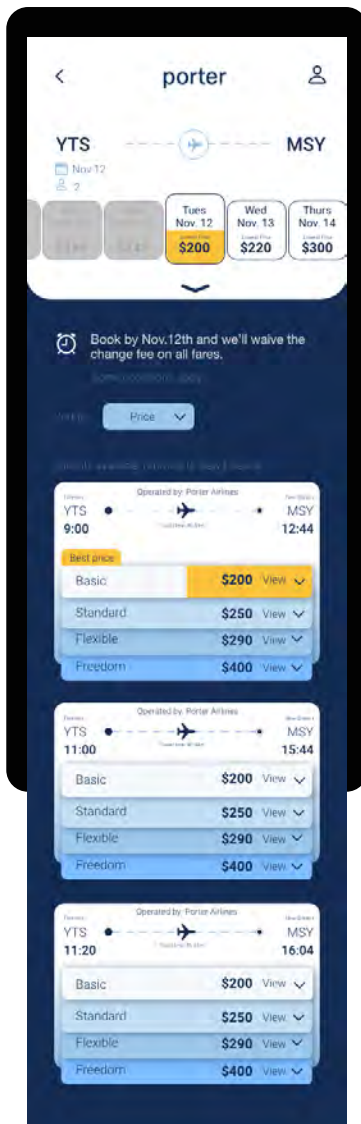 porter
YTS MSY
Nov 12
2
Tues Wed Thurs
Nov. 12 Nov. 13 Nov. 14
$200 $220 $300
Book by Nov.12th and we'll waive the
change fee on all fares.
Some conditions apply
Price
Operated by Porter Airlines
YTS MSY
9:00 12:44
Best price
Basic $200 View
Standard $250 View
Flexible $290 View
Freedom $400 View
Operated by Porter Airlines
YTS MSY
11:00 15:44
Basic $200 View
Standard $250 View
Flexible $290 View
Freedom $400 View
Operated by Porter Airlines
YTS MSY
11:20 16:04
Basic $200 View
Standard $250 View
Flexible $290 View
Freedom $400 View